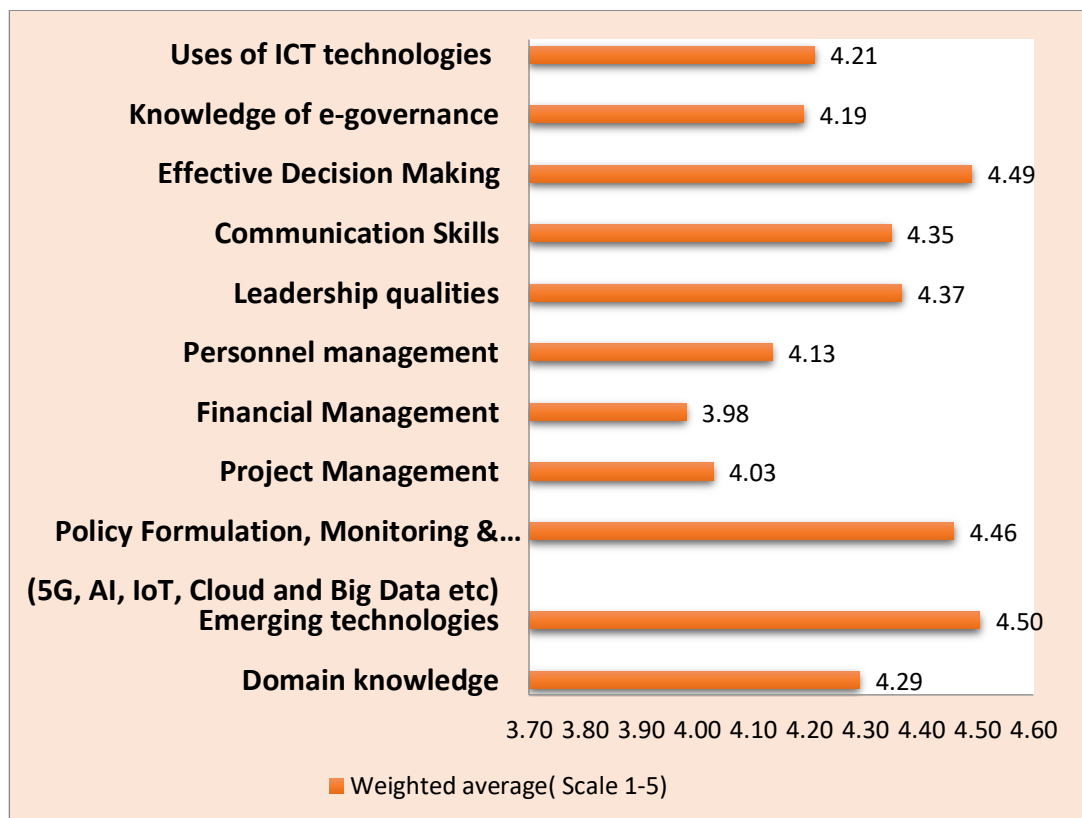 Uses of ICT technologies 4.21
Knowledge of e-governance 4.19
Effective Decision Making 4.49
Communication Skills 4.35
Leadership qualities 4.37
Personnel management 4.13
Financial Management 3.98
Project Management 4.03
Policy Formulation, Monitoring &… 4.46
(5G, AI, IoT, Cloud and Big Data etc)
Emerging technologies 4.50
Domain knowledge 4.29
3.70 3.80 3.90 4.00 4.10 4.20 4.30 4.40 4.50 4.60
Weighted average( Scale 1-5)